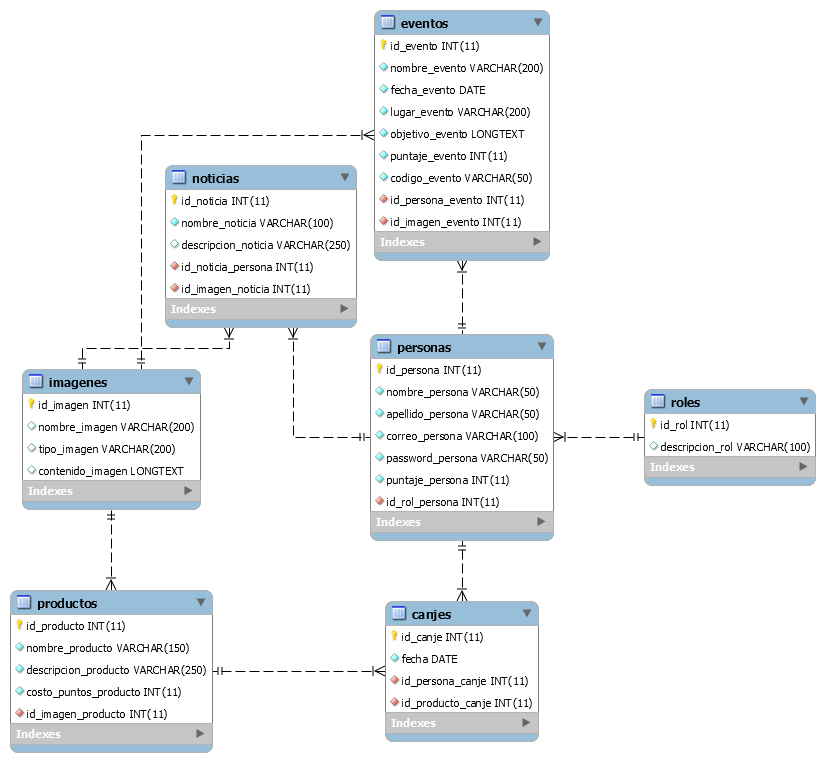 eventos
id_evento INT(11)
nombre_evento VARCHAR(200)
fecha_evento DATE
lugar_evento VARCHAR(200)
objetivo_evento LONGTEXT
puntaje_evento INT(11)
codigo_evento VARCHAR(50)
id_persona_evento INT(11)
id_imagen_evento INT(11)
Indexes
noticias
id_noticia INT(11)
nombre_noticia VARCHAR(100)
descripcion_noticia VARCHAR(250)
id_noticia_persona INT(11)
id_imagen_noticia INT(11)
Indexes
personas
id_persona INT(11)
nombre_persona VARCHAR(50)
apellido_persona VARCHAR(50)
correo_persona VARCHAR(100)
password_persona VARCHAR(50)
puntaje_persona INT(11)
id_rol_persona INT(11)
Indexes
imagenes
id_imagen INT(11)
nombre_imagen VARCHAR(200)
tipo_imagen VARCHAR(200)
contenido_imagen LONGTEXT
Indexes
roles
id_rol INT(11)
descripcion_rol VARCHAR(100)
Indexes
productos
id_producto INT(11)
nombre_producto VARCHAR(150)
descripcion_producto VARCHAR(250)
costo_puntos_producto INT(11)
id_imagen_producto INT(11)
Indexes
canjes
id_canje INT(11)
fecha DATE
id_persona_canje INT(11)
id_producto_canje INT(11)
Indexes